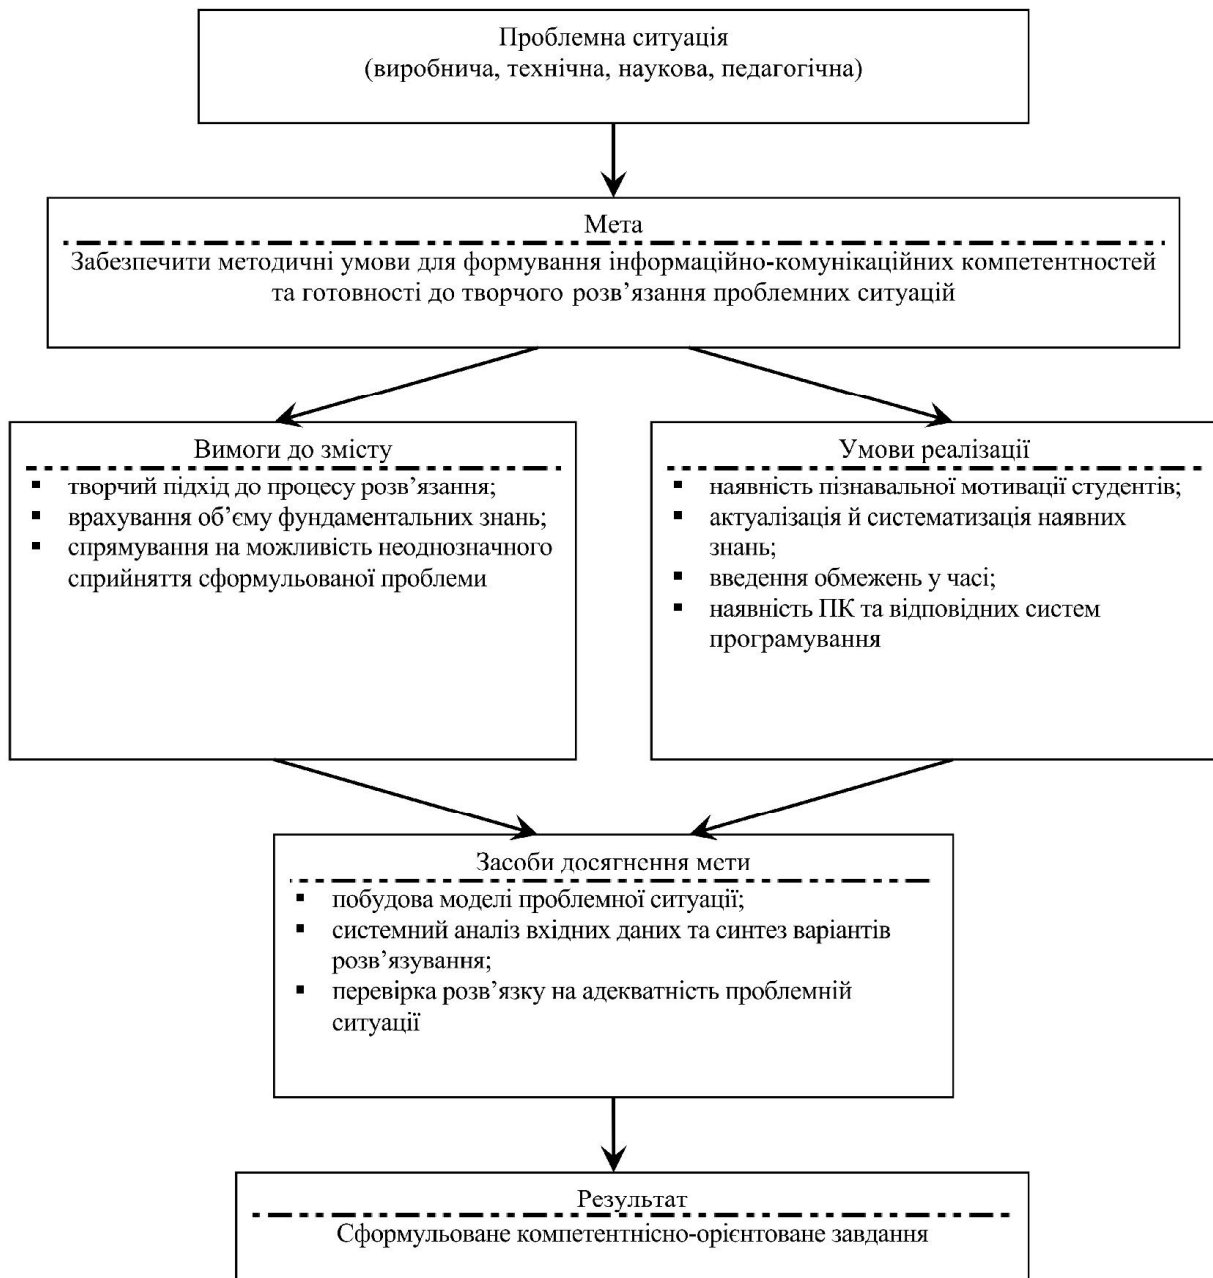 Проблемна ситуація
(виробнича, технічна, наукова, педагогічна)
Мета
Забезпечити методичні умови для формування інформаційно-комунікаційних компетентностей
та готовності до творчого розв’язання проблемних ситуацій
Вимоги до змісту
▪ творчий підхід до процесу розв’язання;
▪ врахування об’єму фундаментальних знань;
▪ спрямування на можливість неоднозначного
сприйняття сформульованої проблеми
Умови реалізації
▪ наявність пізнавальної мотивації студентів;
▪ актуалізація й систематизація наявних
знань;
▪ введення обмежень у часі;
▪ наявність ПК та відповідних систем
програмування
Засоби досягнення мети
▪ побудова моделі проблемної ситуації;
▪ системний аналіз вхідних даних та синтез варіантів
розв’язування;
▪ перевірка розв’язку на адекватність проблемній
ситуації
Результат
Сформульоване компетентнісно-орієнтоване завдання